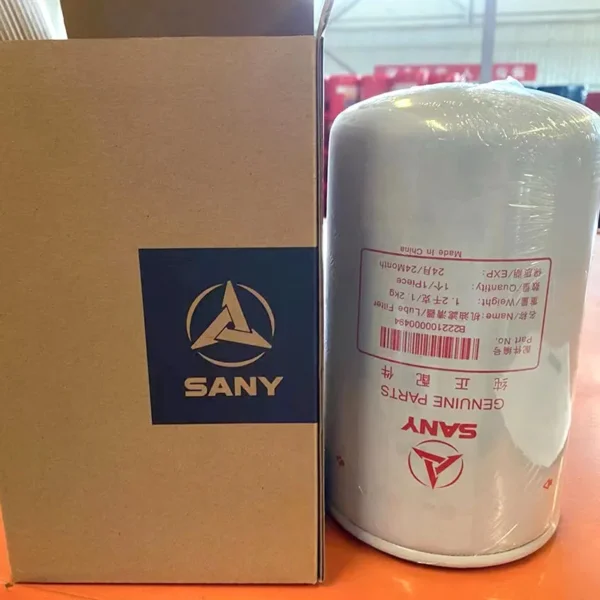 SANY
SANY
GENUINE PARTS
纯正配件
配件编号
Part No.
B222100000494
名称/Name: 机油滤清器/Lube Filter
重量/Weight: 1.2千克/1.2kg
数量/Quantity: 1个/1Piece
保质期/EXP: 24月/24Month
Made In China